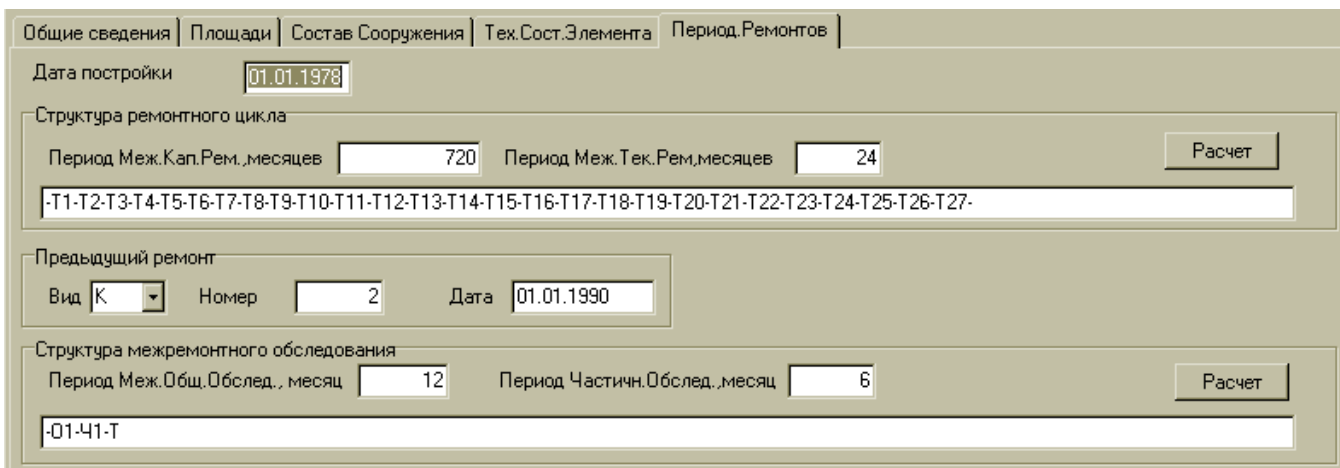 Общие сведения Площади Состав Сооружения Тех.Сост.Элемента Период.Ремонтов
Дата постройки 01.01.1978
Структура ремонтного цикла
Период Меж.Кап.Рем.,месяцев 720 Период Меж.Тек.Рем,месяцев 24 Расчет
-Т1-Т2-Т3-Т4-Т5-Т6-Т7-Т8-Т9-Т10-Т11-Т12-Т13-Т14-Т15-Т16-Т17-Т18-Т19-Т20-Т21-Т22-Т23-Т24-Т25-Т26-Т27-
Предыдущий ремонт
Вид К Номер 2 Дата 01.01.1990
Структура межремонтного обследования
Период Меж.Общ.Обслед., месяц 12 Период Частичн.Обслед.,месяц 6 Расчет
-О1-Ч1-Т